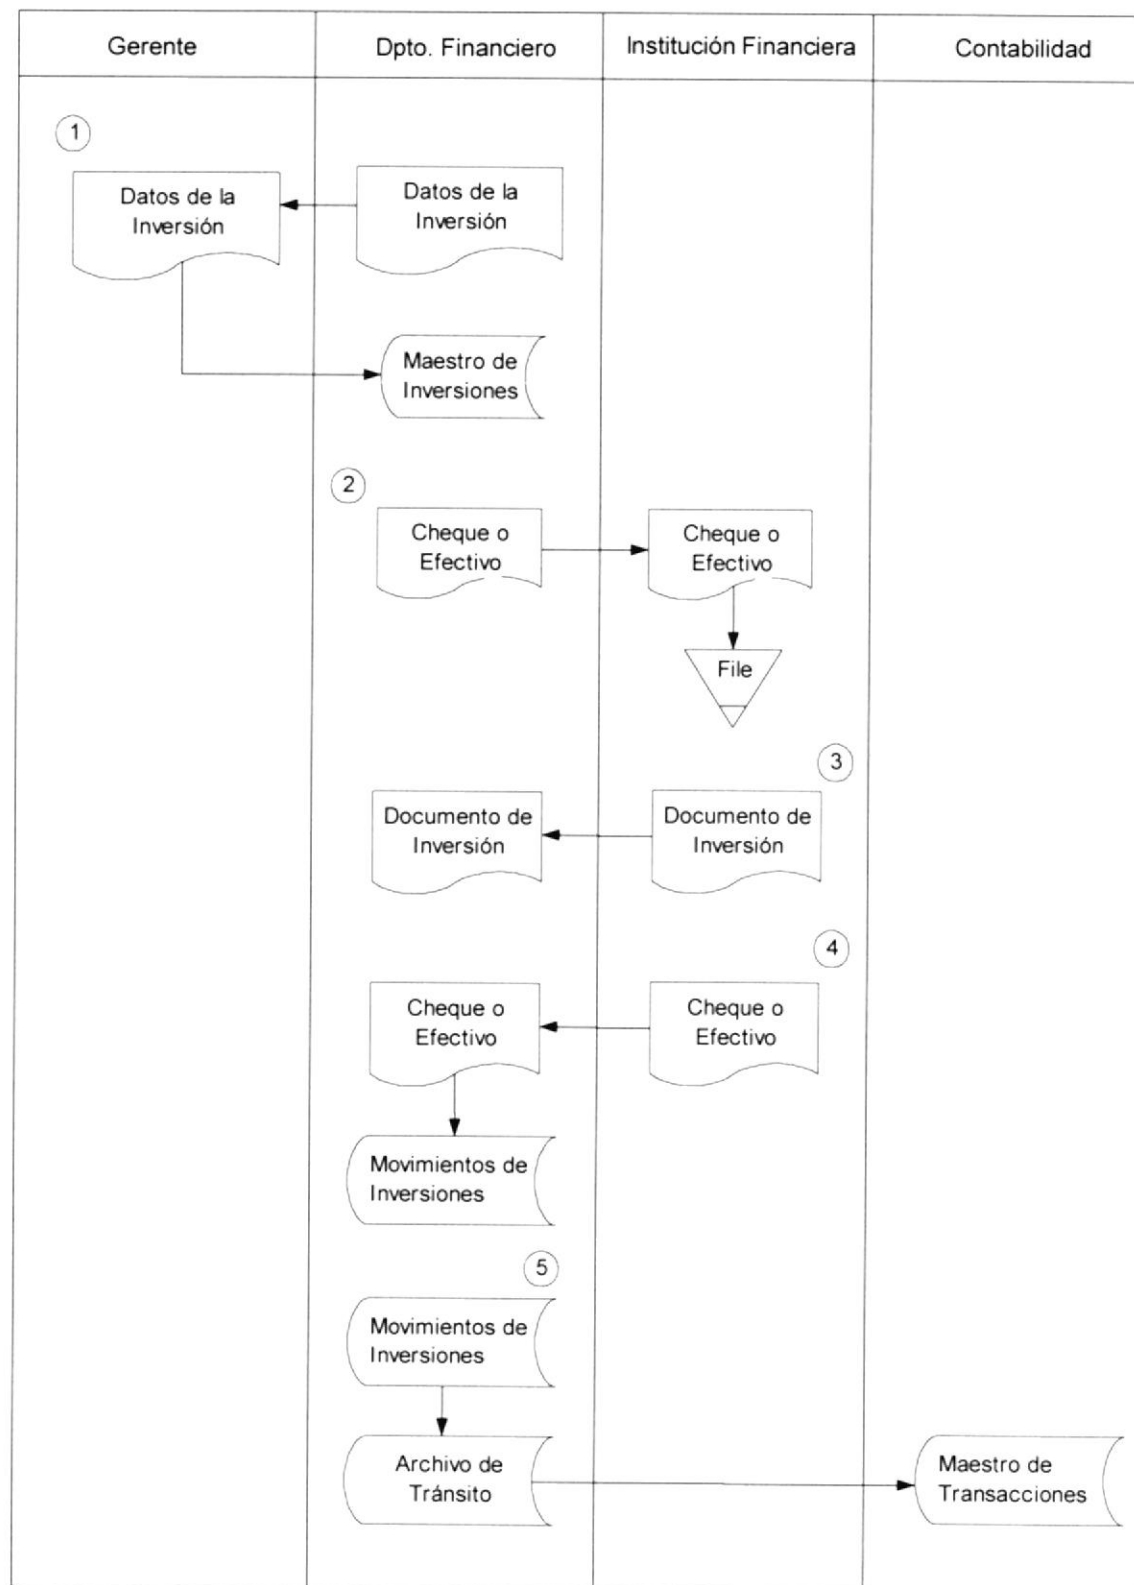 Gerente
Dpto. Financiero
Institución Financiera
Contabilidad
1
Datos de la
Inversión
Datos de la
Inversión
Maestro de
Inversiones
2
Cheque o
Efectivo
Cheque o
Efectivo
File
3
Documento de
Inversión
Documento de
Inversión
4
Cheque o
Efectivo
Cheque o
Efectivo
Movimientos de
Inversiones
5
Movimientos de
Inversiones
Archivo de
Tránsito
Maestro de
Transacciones